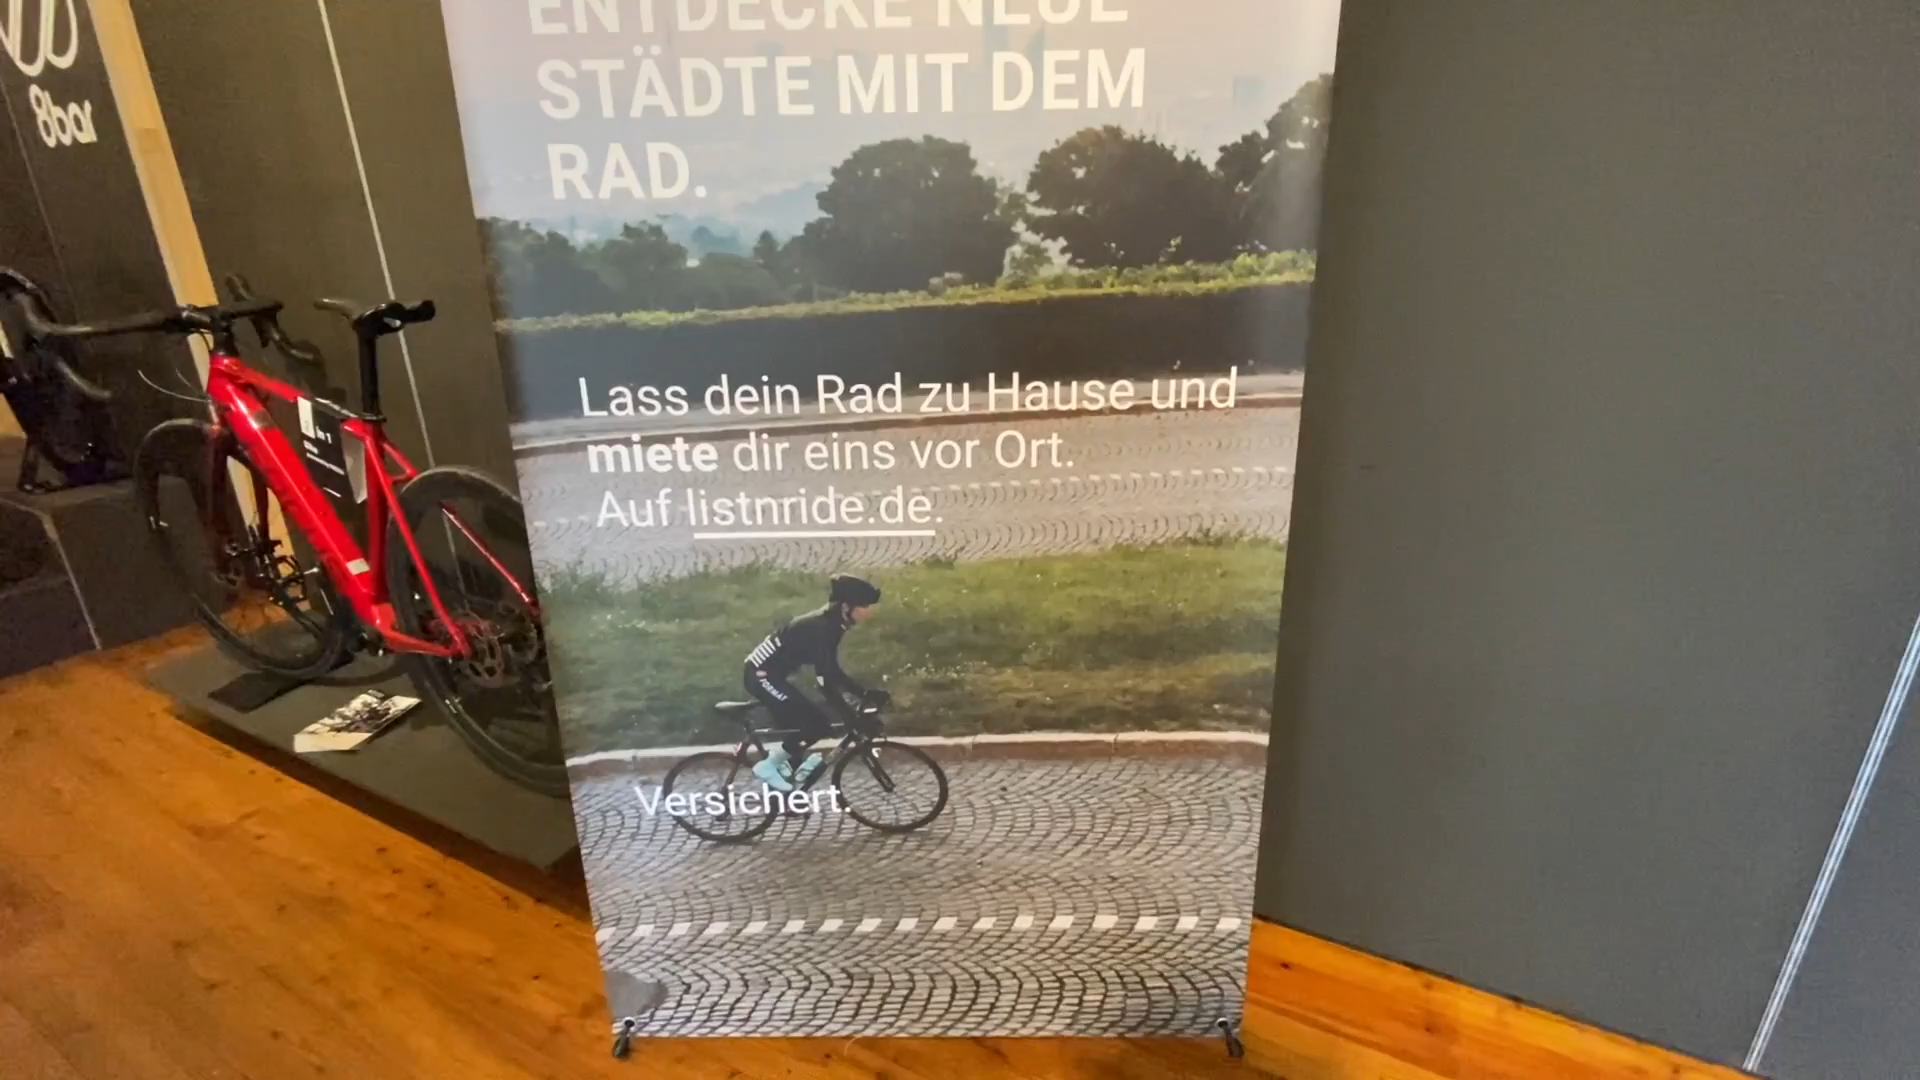 8bar
ENTDECKE NEUE
STÄDTE MIT DEM
RAD.
Lass dein Rad zu Hause und
miete dir eins vor Ort.
Auf listnride.de.
FORMAT
Versichert.